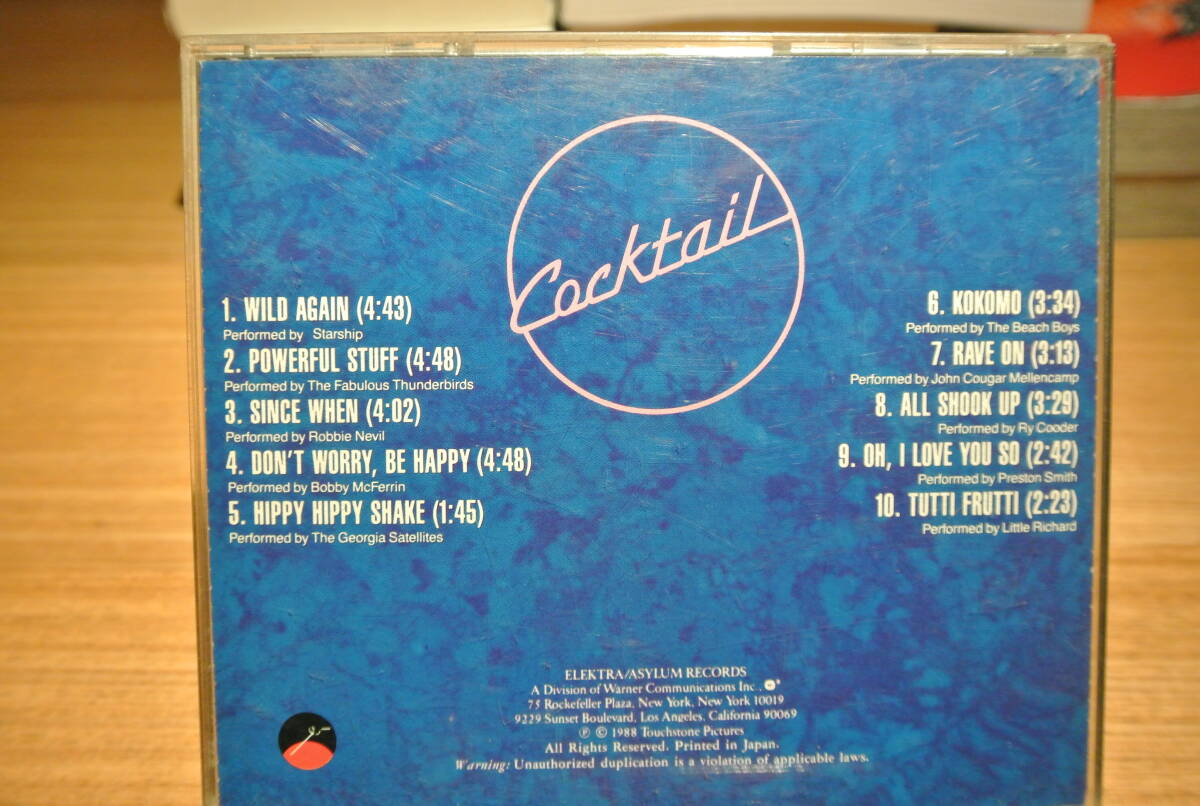 Cocktail
1. WILD AGAIN (4:43)
Performed by Starship
2. POWERFUL STUFF (4:48)
Performed by The Fabulous Thunderbirds
3. SINCE WHEN (4:02)
Performed by Robbie Nevil
4. DON'T WORRY, BE HAPPY (4:48)
Performed by Bobby McFerrin
5. HIPPY HIPPY SHAKE (1:45)
Performed by The Georgia Satellites
6. KOKOMO (3:34)
Performed by The Beach Boys
7. RAVE ON (3:13)
Performed by John Cougar Mellencamp
8. ALL SHOOK UP (3:29)
Performed by Ry Cooder
9. OH, I LOVE YOU SO (2:42)
Performed by Preston Smith
10. TUTTI FRUTTI (2:23)
Performed by Little Richard
ELEKTRA/ASYLUM RECORDS
A Division of Warner Communications Inc.,
75 Rockefeller Plaza, New York, New York 10019
9229 Sunset Boulevard, Los Angeles, California 90069
℗ © 1988 Touchstone Pictures
All Rights Reserved. Printed in Japan.
Warning: Unauthorized duplication is a violation of applicable laws.